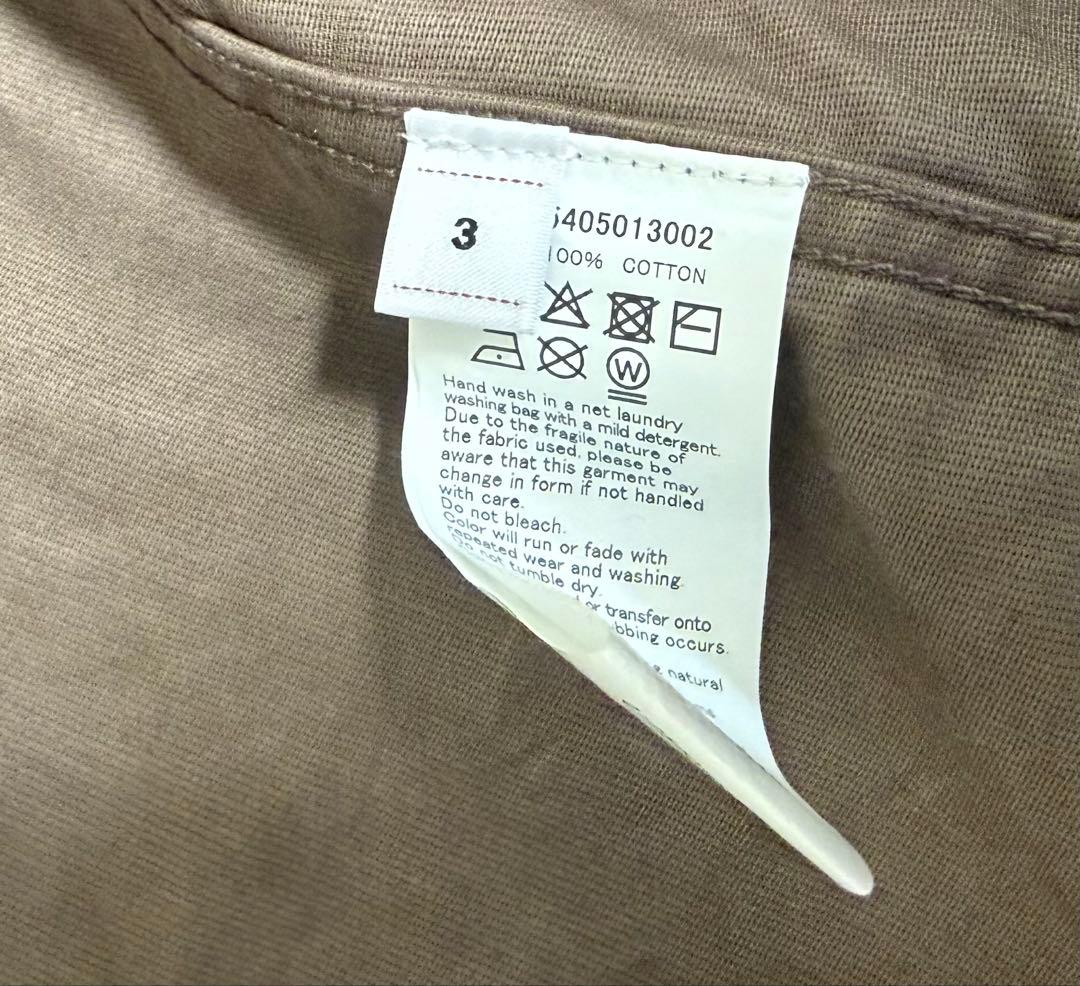 3
5405013002
100% COTTON
W
Hand wash in a net laundry
washing bag with a mild detergent.
Due to the fragile nature of
the fabric used, please be
aware that this garment may
change in form if not handled
with care.
Do not bleach.
Color will run or fade with
repeated wear and washing
Do not tumble dry.
or transfer onto
occurs.
natural